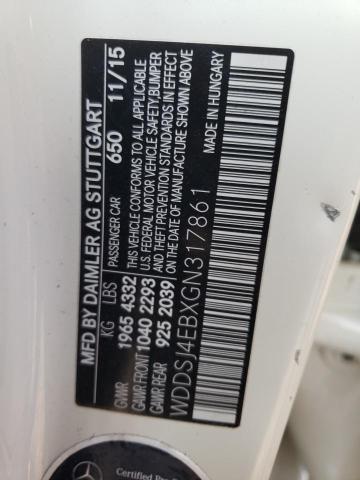 MFD BY DAIMLER AG STUTTGART
PASSENGER CAR 650 11/15
KG LBS
GVWR 1965 4332
GAWR FRONT 1040 2293
GAWR REAR 925 2039
THIS VEHICLE CONFORMS TO ALL APPLICABLE
U.S. FEDERAL MOTOR VEHICLE SAFETY,BUMPER
AND THEFT PREVENTION STANDARDS IN EFFECT
ON THE DATE OF MANUFACTURE SHOWN ABOVE
MADE IN HUNGARY
WDDSJ4EBXGN317861
Certified